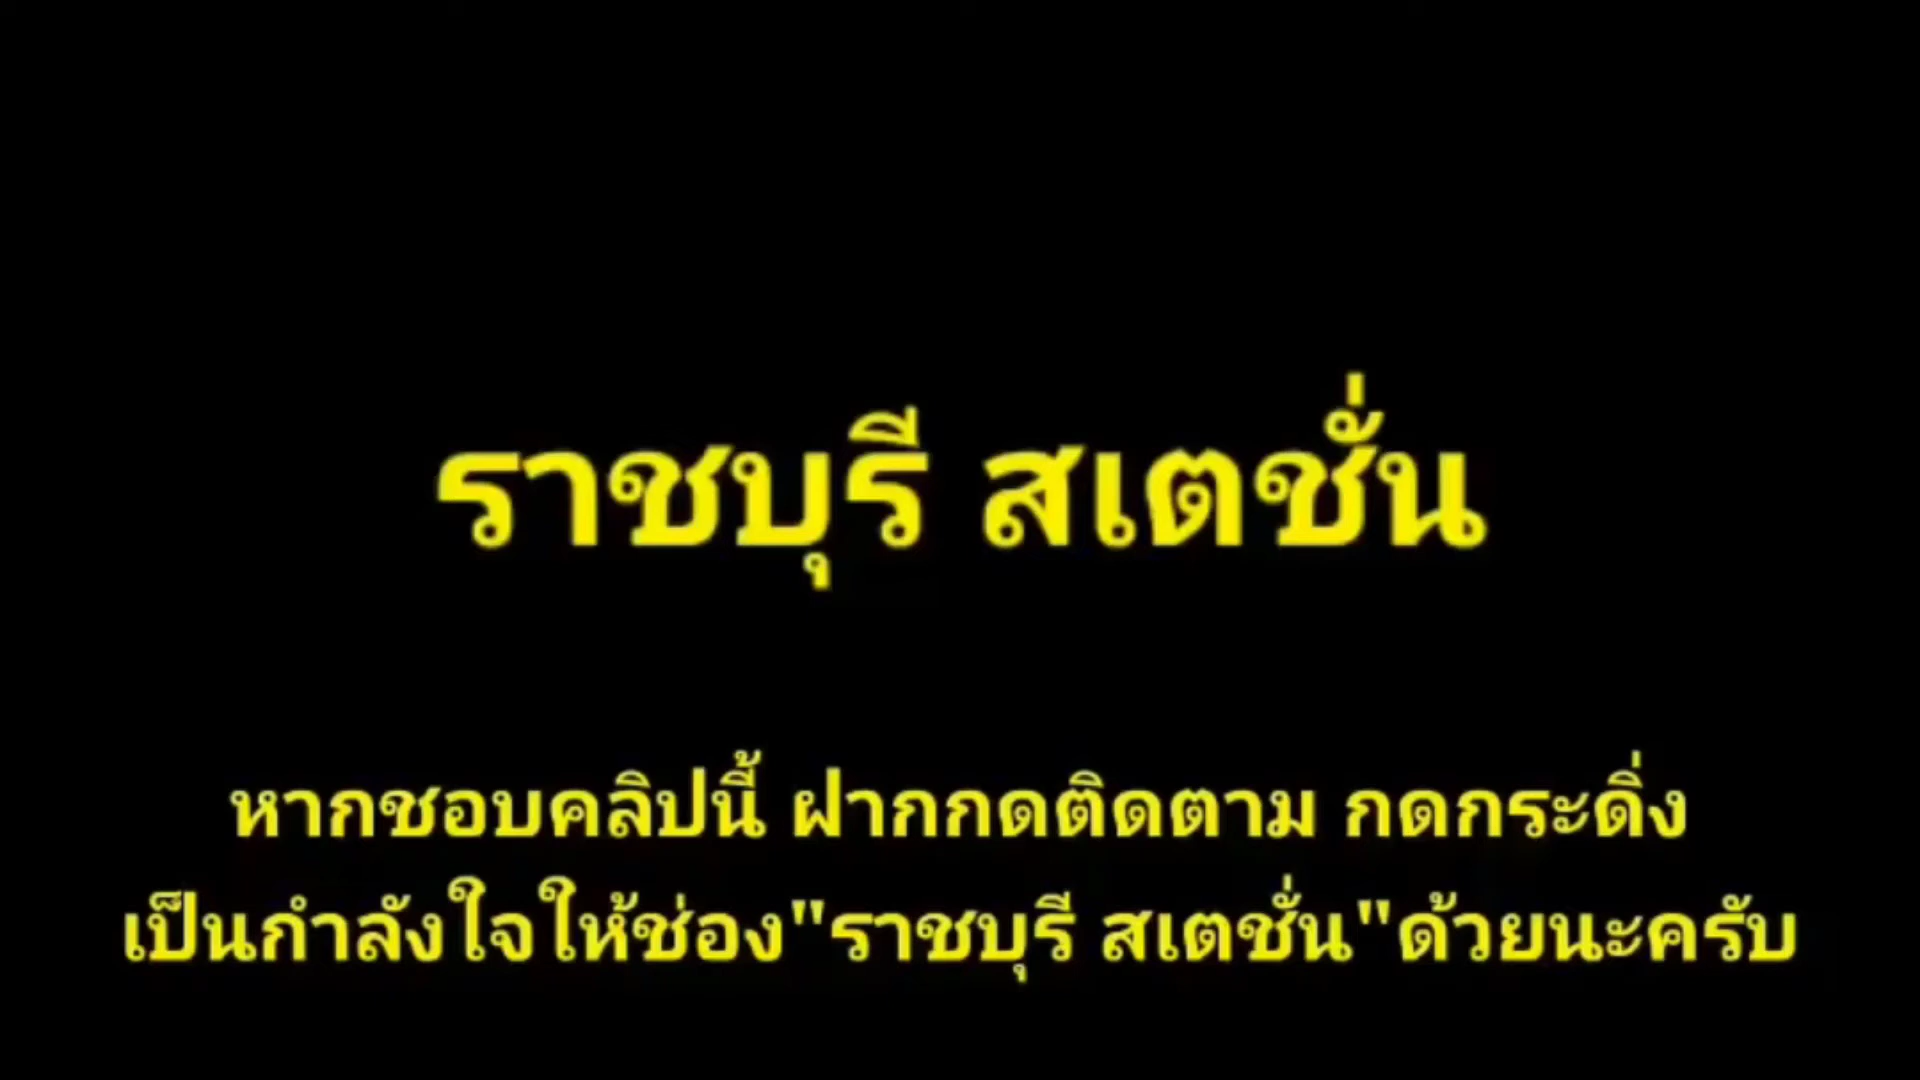 ราชบุรี สเตชั่น
หากชอบคลิปนี้ ฝากกดติดตาม กดกระดิ่ง
เป็นกำลังใจให้ช่อง"ราชบุรี สเตชั่น"ด้วยนะครับ